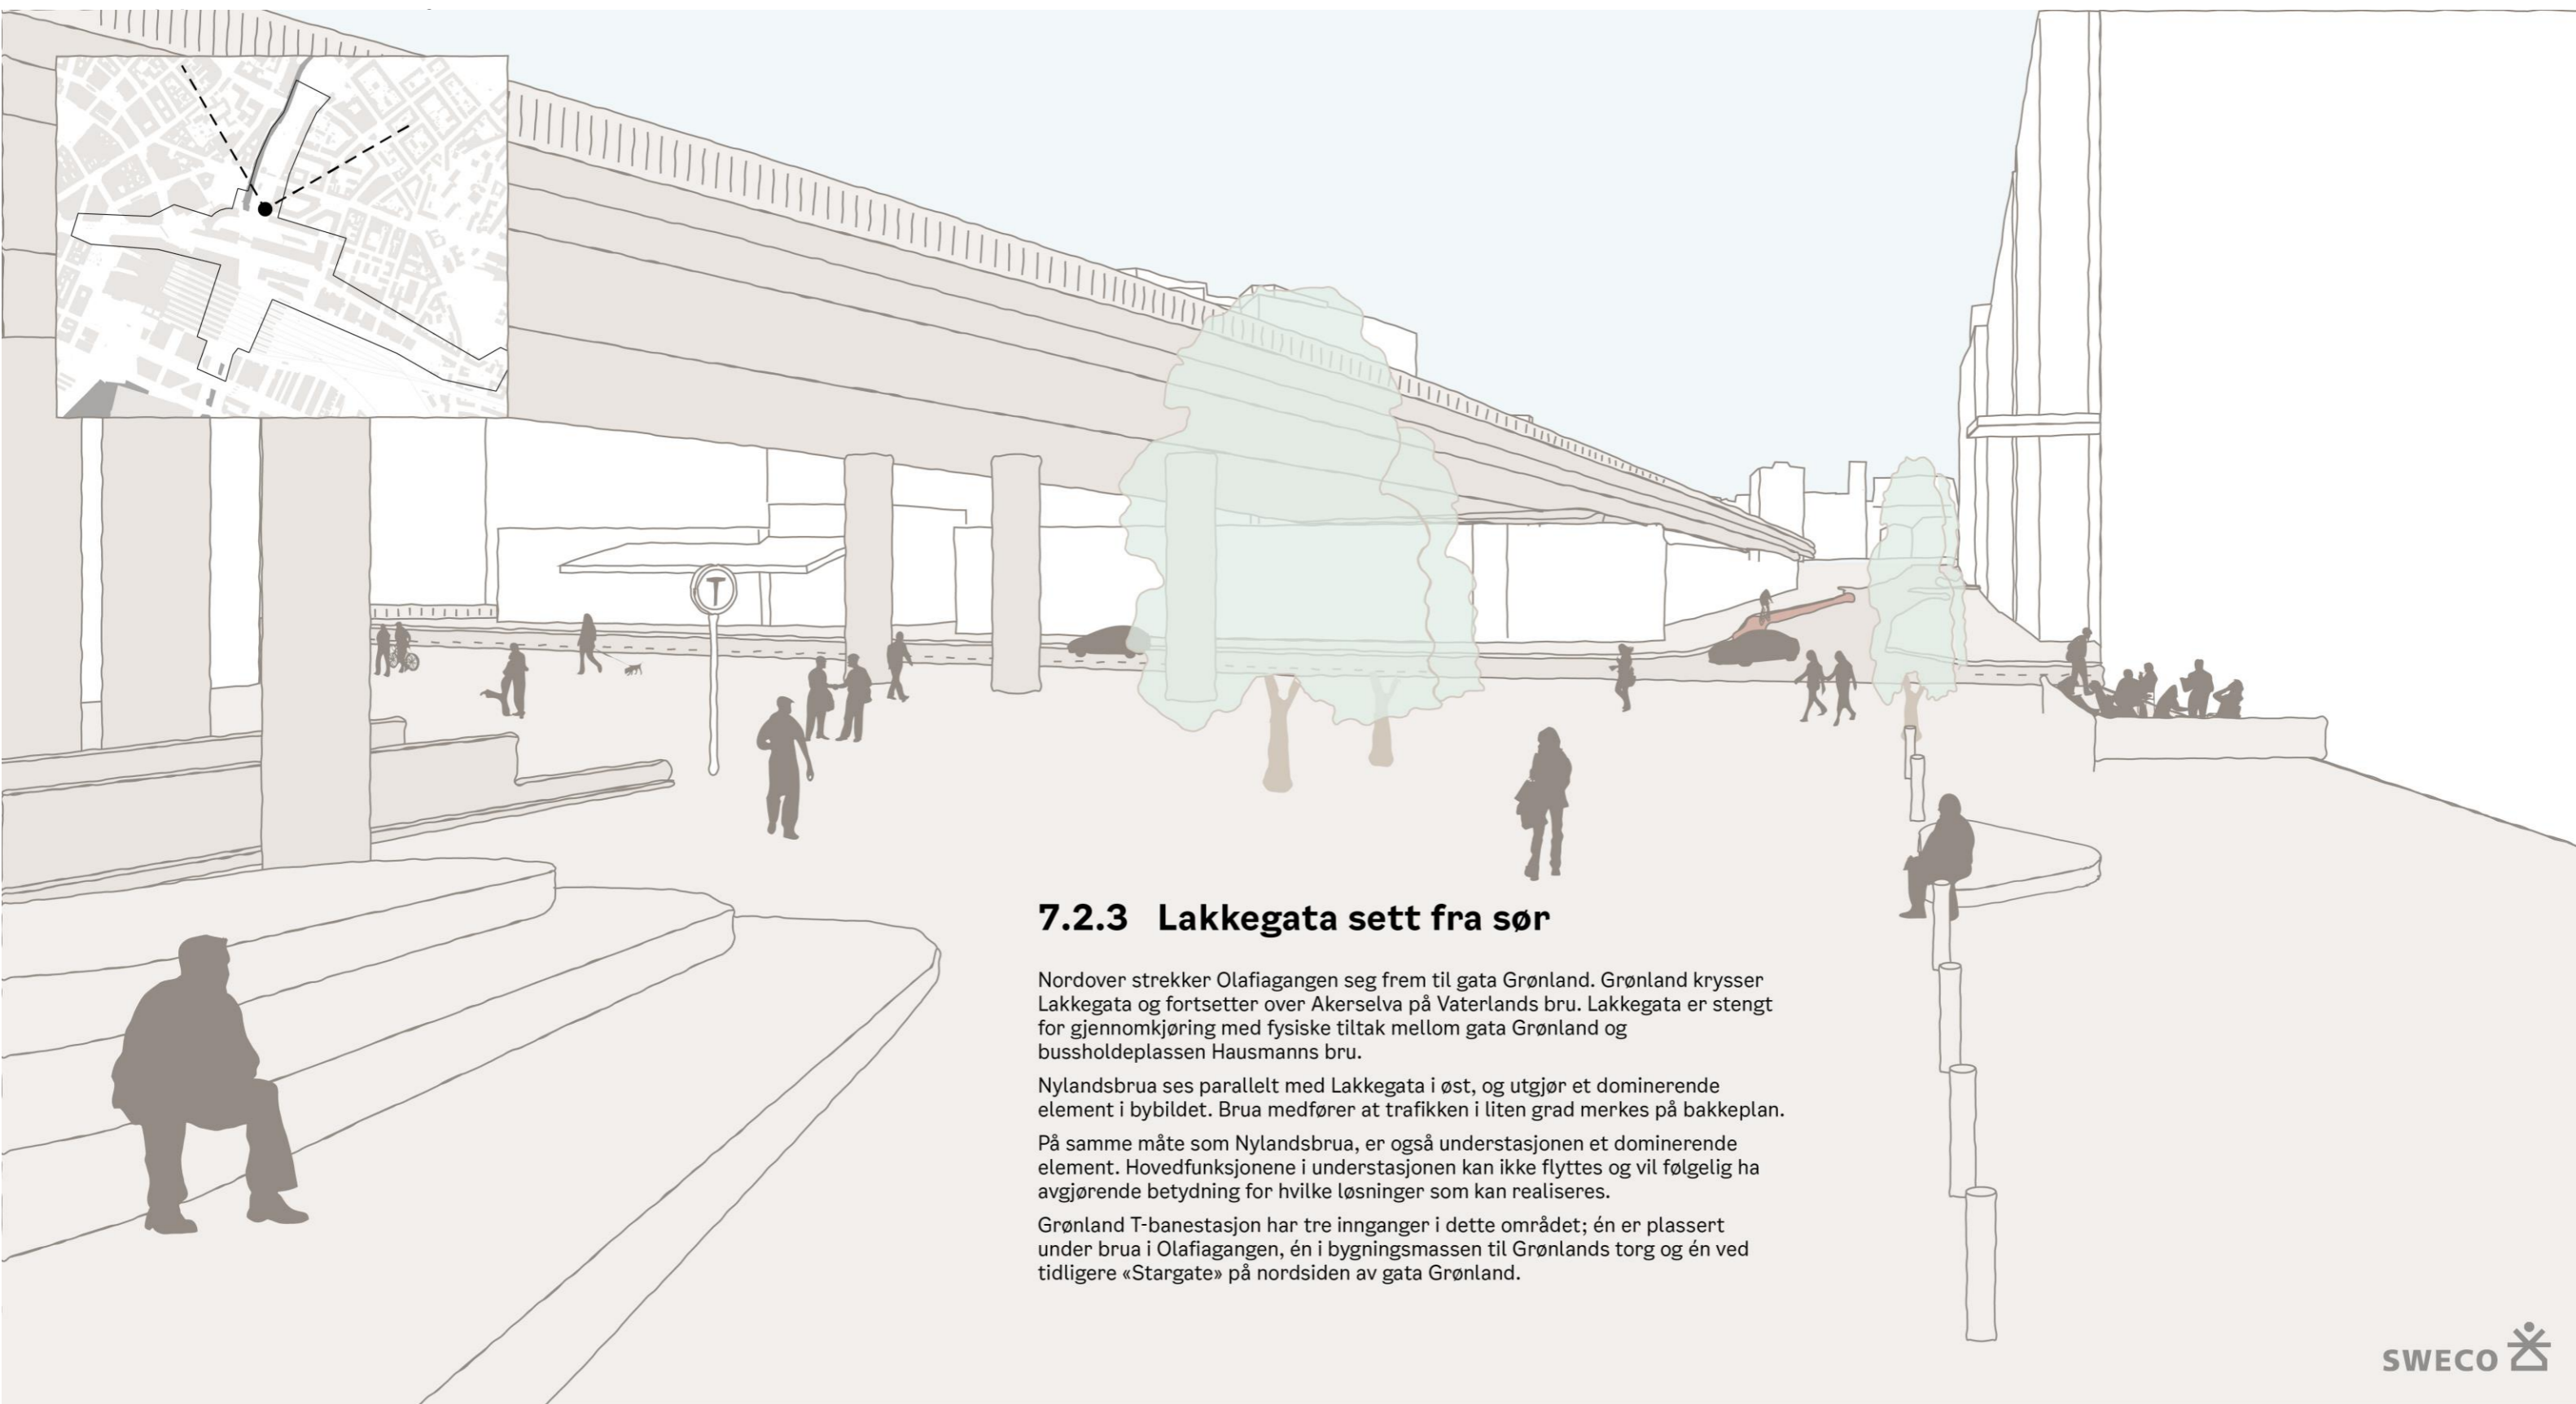 T
7.2.3 Lakkegata sett fra sør
Nordover strekker Olafiagangen seg frem til gata Grønland. Grønland krysser
Lakkegata og fortsetter over Akerselva på Vaterlands bru. Lakkegata er stengt
for gjennomkjøring med fysiske tiltak mellom gata Grønland og
bussholdeplassen Hausmanns bru.
Nylandsbrua ses parallelt med Lakkegata i øst, og utgjør et dominerende
element i bybildet. Brua medfører at trafikken i liten grad merkes på bakkeplan.
På samme måte som Nylandsbrua, er også understasjonen et dominerende
element. Hovedfunksjonene i understasjonen kan ikke flyttes og vil følgelig ha
avgjørende betydning for hvilke løsninger som kan realiseres.
Grønland T-banestasjon har tre innganger i dette området; én er plassert
under brua i Olafiagangen, én i bygningsmassen til Grønlands torg og én ved
tidligere «Stargate» på nordsiden av gata Grønland.
SWECO